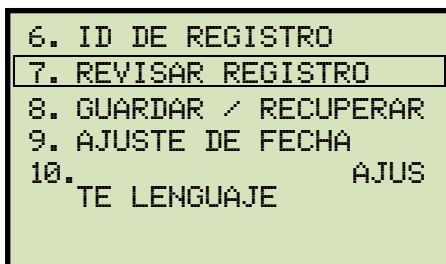 6. ID DE REGISTRO
7. REVISAR REGISTRO
8. GUARDAR / RECUPERAR
9. AJUSTE DE FECHA
10. AJUS
TE LENGUAJE